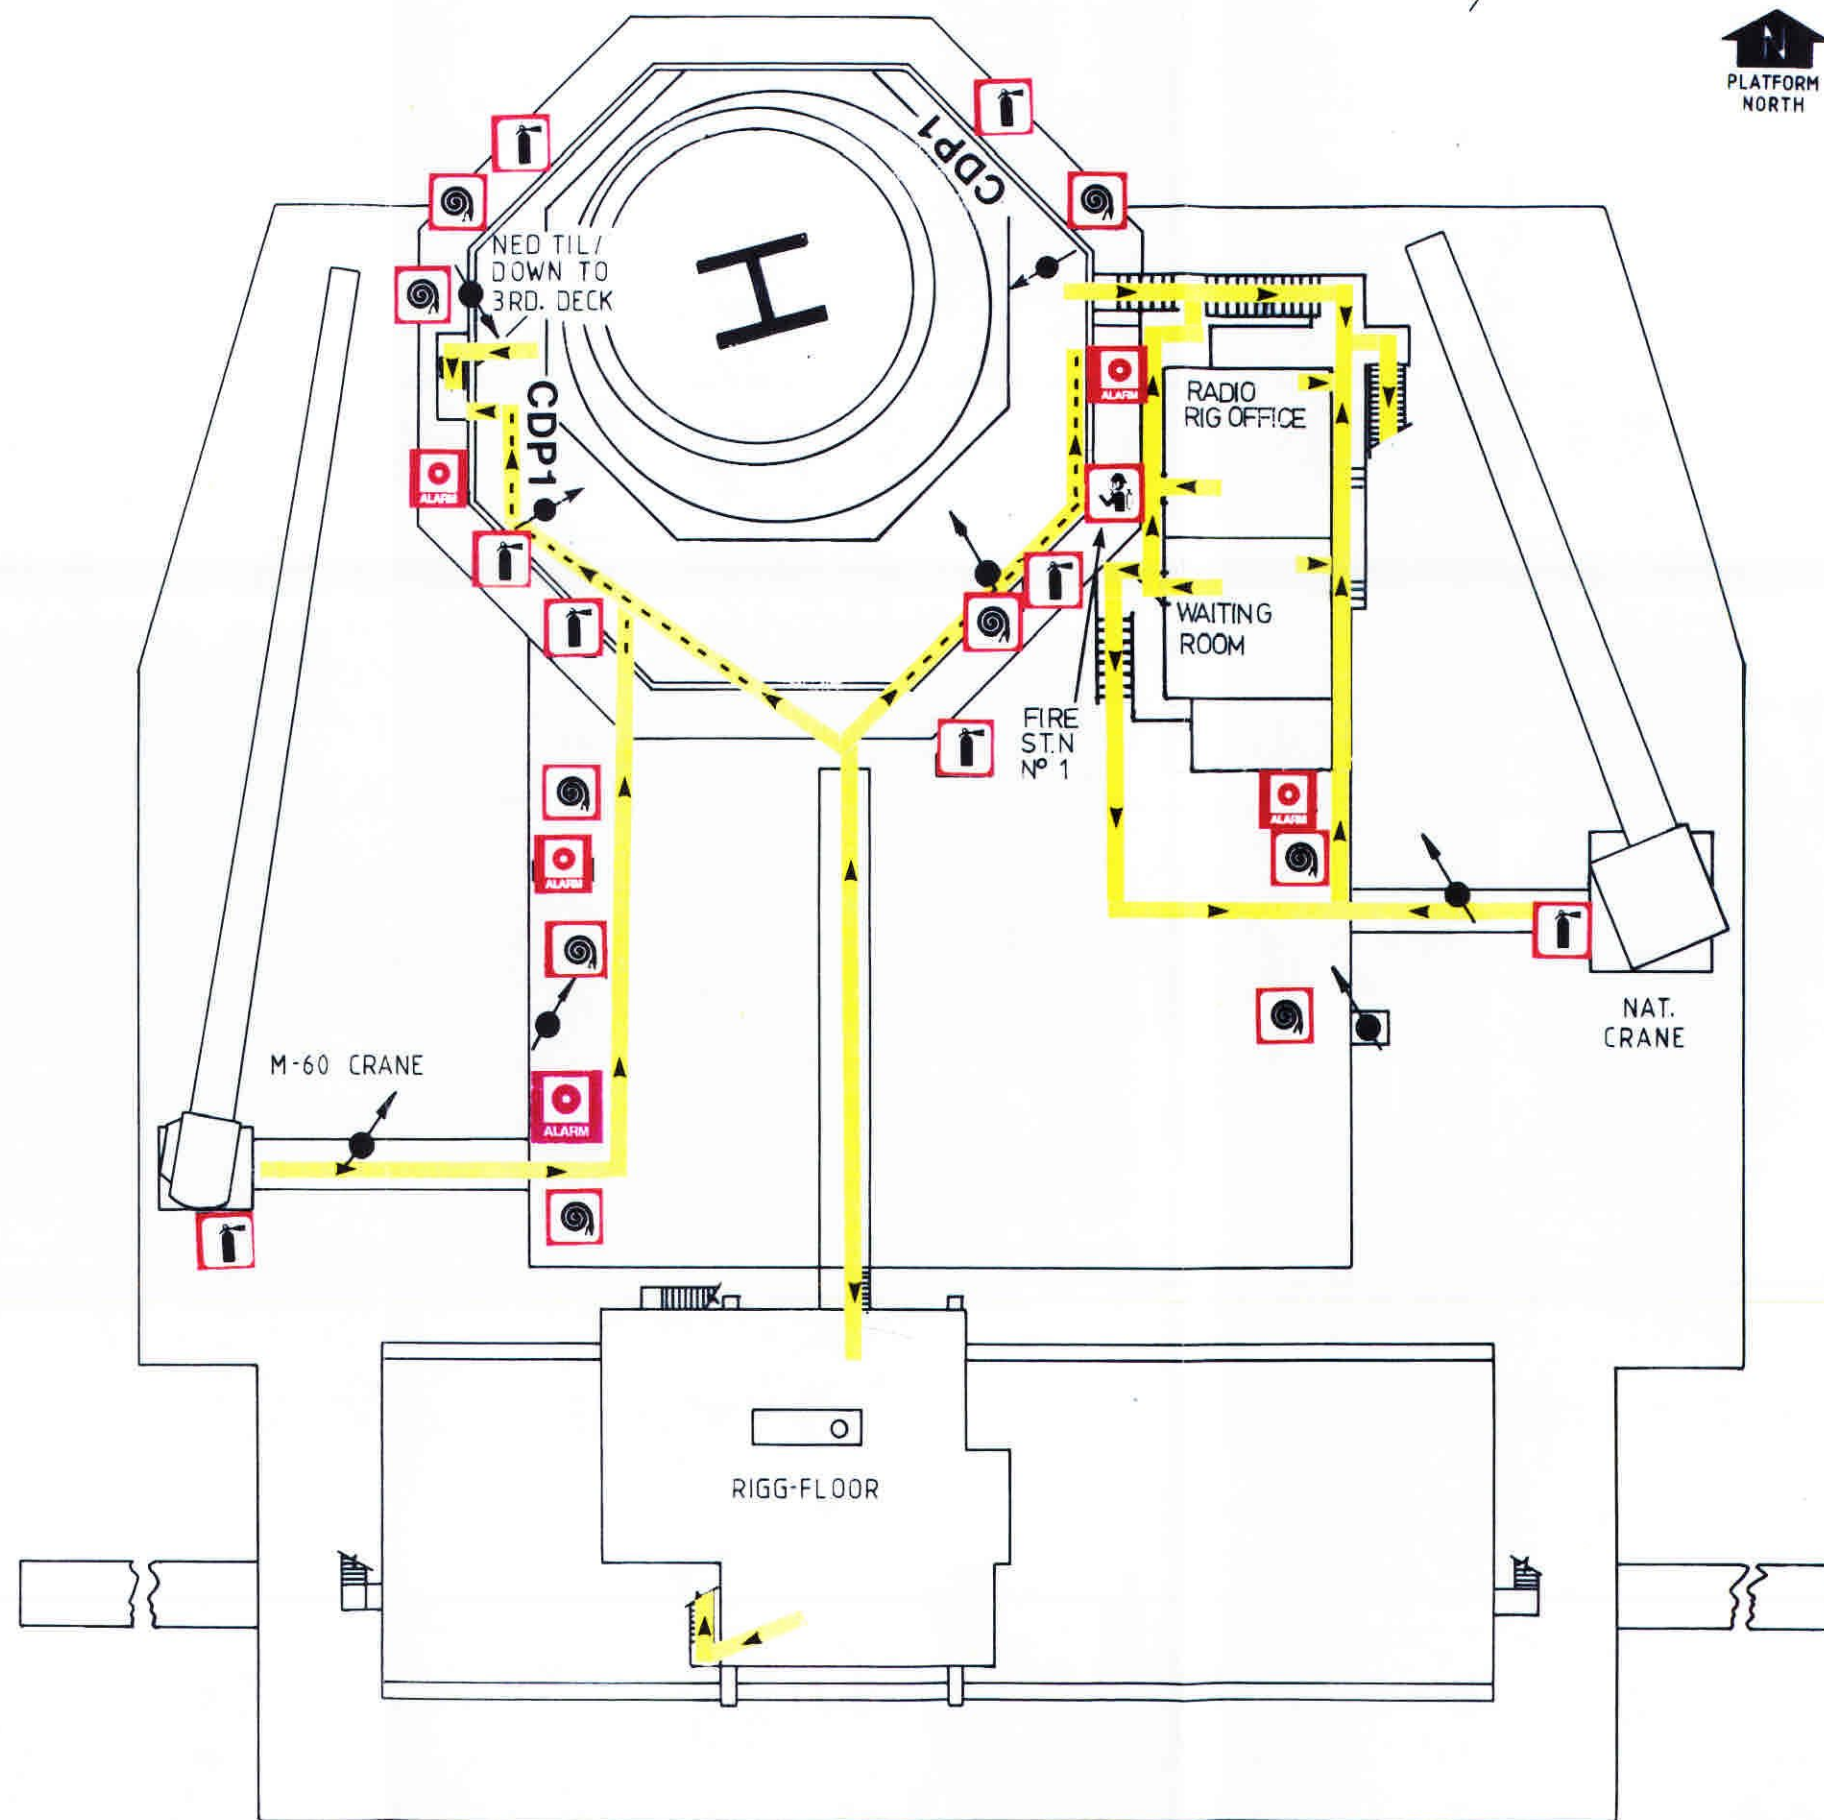 N
PLATFORM
NORTH
CDP1
NED TIL/
DOWN TO
3RD. DECK
H
CDP1
ALARM
RADIO
RIG OFFICE
ALARM
WAITING
ROOM
FIRE
ST.N
Nº 1
ALARM
ALARM
NAT.
CRANE
M-60 CRANE
ALARM
RIGG-FLOOR